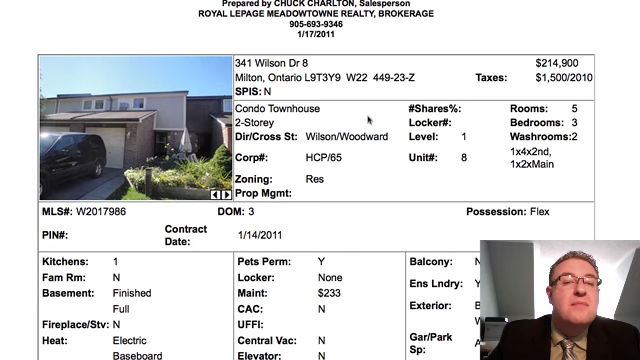 Prepared by CHUCK CHARLTON, Salesperson
ROYAL LEPAGE MEADOWTOWNE REALTY, BROKERAGE
905-693-9346
1/17/2011
341 Wilson Dr 8 $214,900
Milton, Ontario L9T3Y9 W22 449-23-Z Taxes: $1,500/2010
SPIS: N
Condo Townhouse #Shares%: Rooms: 5
2-Storey Locker#: Bedrooms: 3
Dir/Cross St: Wilson/Woodward Level: 1 Washrooms:2
Corp#: HCP/65 Unit#: 8 1x4x2nd, 1x2xMain
Zoning: Res
Prop Mgmt:
MLS#: W2017986 DOM: 3 Possession: Flex
PIN#: Contract Date: 1/14/2011
Kitchens: 1 Pets Perm: Y Balcony: N
Fam Rm: N Locker: None Ens Lndry: Y
Basement: Finished Maint: $233 Exterior: B
Full CAC: N
Fireplace/Stv: N UFFI: Gar/Park Sp: A
Heat: Electric Central Vac: N
Baseboard Elevator: N